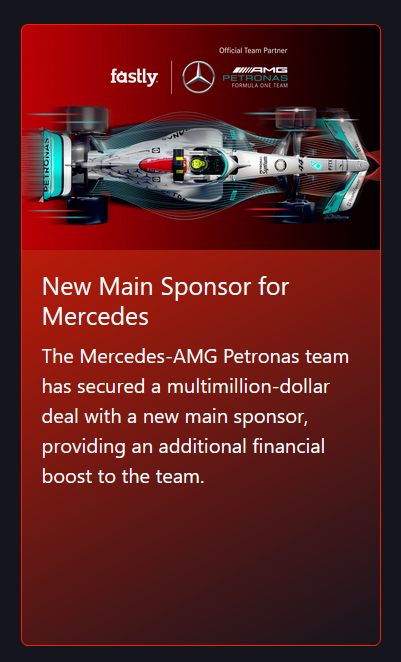 Official Team Partner
fastly
AMG
PETRONAS
FORMULA ONE TEAM
PETRONAS
New Main Sponsor for
Mercedes
The Mercedes-AMG Petronas team
has secured a multimillion-dollar
deal with a new main sponsor,
providing an additional financial
boost to the team.